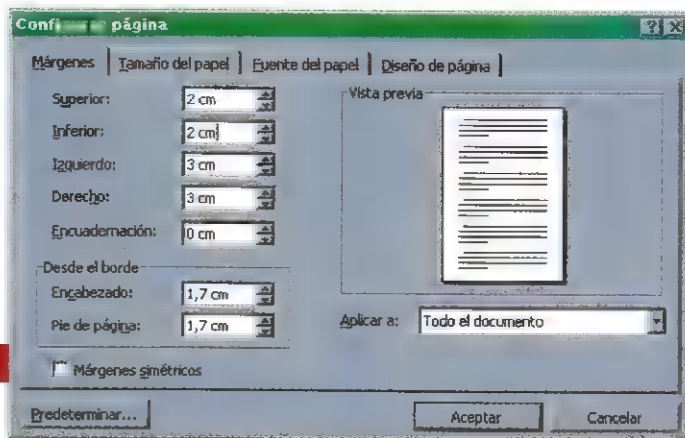 página
Márgenes Tamaño del papel Fuente del papel Diseño de página
Superior: 2 cm
Inferior: 2 cm
Izquierdo: 3 cm
Derecho: 3 cm
Encuadernación: 0 cm
Desde el borde
Encabezado: 1,7 cm
Pie de página: 1,7 cm
Márgenes simétricos
Vista previa
Aplicar a: Todo el documento
Predeterminar... Aceptar Cancelar